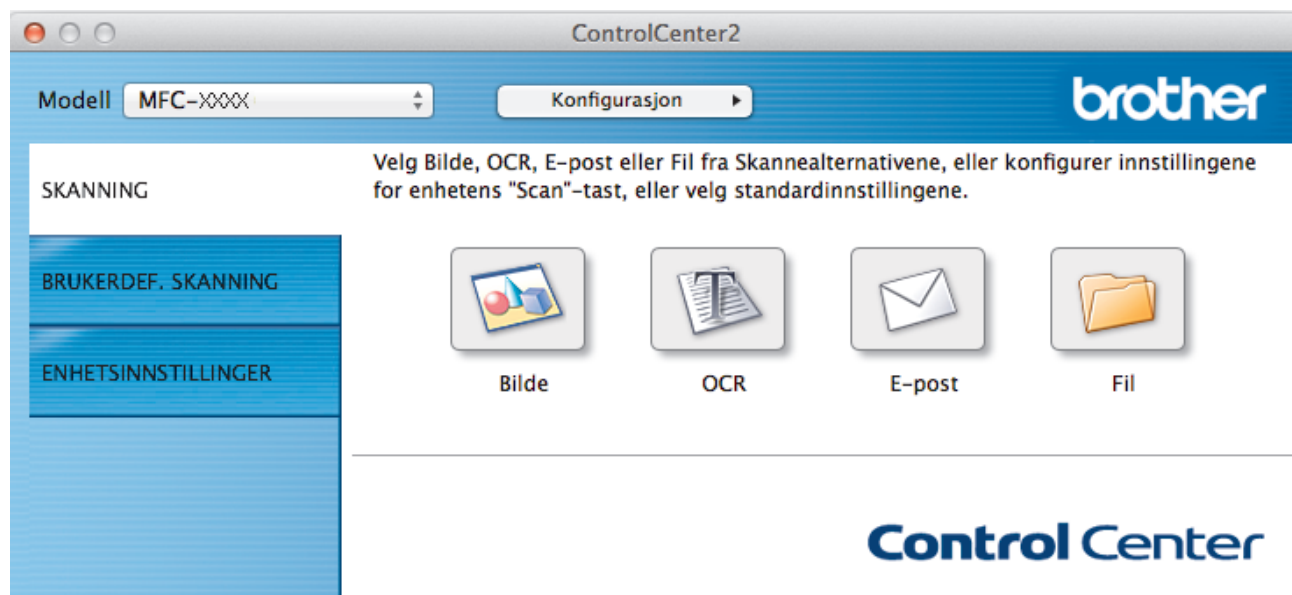 ControlCenter2
Modell MFC-XXXX Konfigurasjon
brother
SKANNING
BRUKERDEF. SKANNING
ENHETSINNSTILLINGER
Velg Bilde, OCR, E-post eller Fil fra Skannealternativene, eller konfigurer innstillingene
for enhetens "Scan"-tast, eller velg standardinnstillingene.
Bilde OCR E-post Fil
Control Center